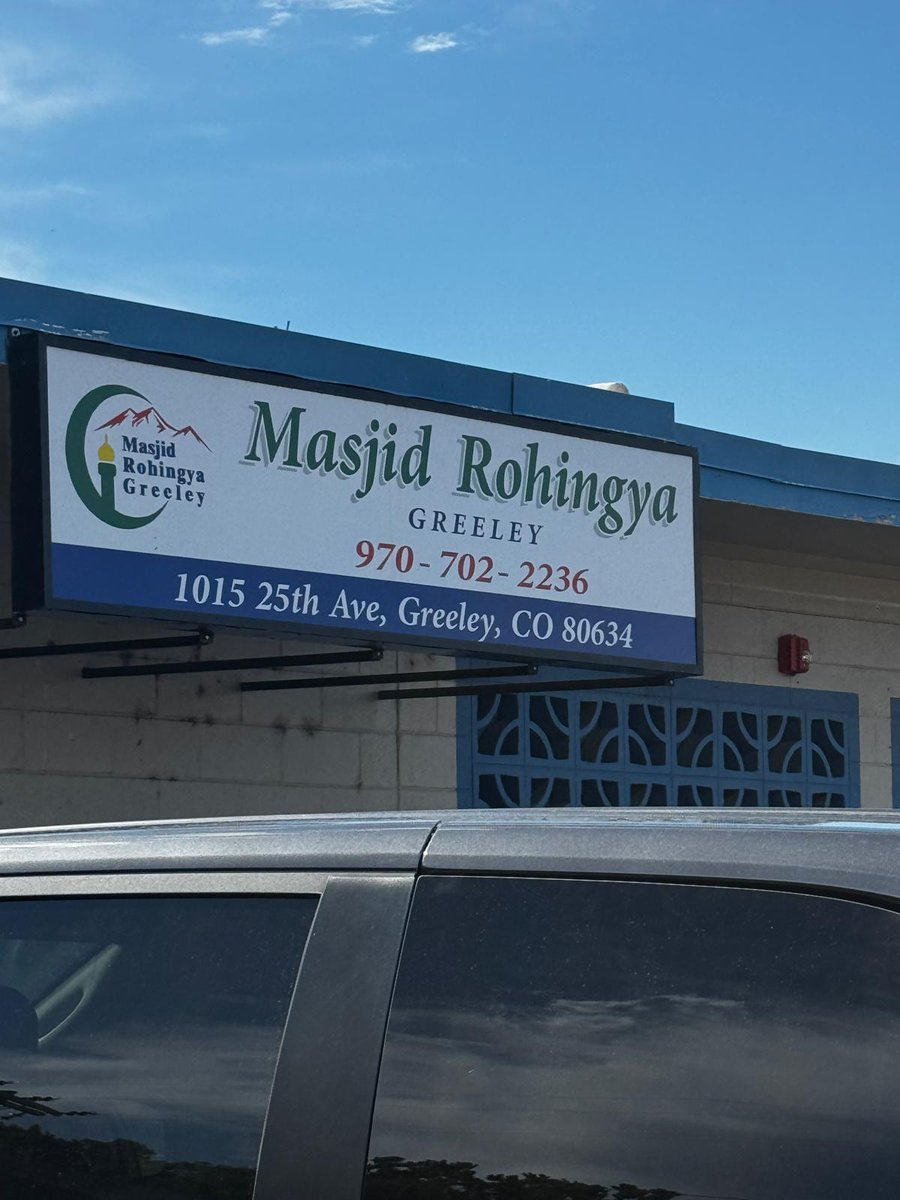 Masjid
Rohingya
Greeley
Masjid Rohingya
GREELEY
970 - 702 - 2236
1015 25th Ave, Greeley, CO 80634